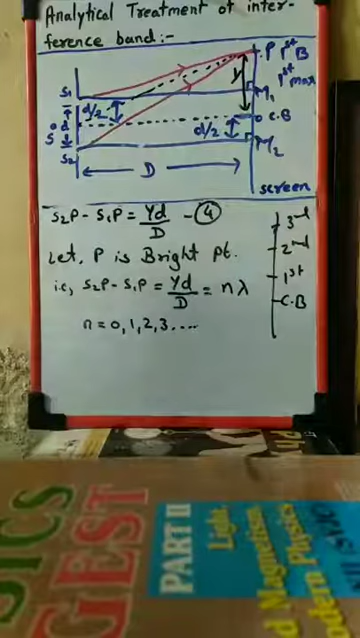 Analytical Treatment of inter-
ference band:-
P 1st B
1st max
y
S1
M1
d/2
d
S
o C.B
d/2
S2
M2
D
screen
S2P - S1P = Yd/D - (4)
Let, P is Bright Pt.
i.e, S2P - S1P = Yd/D = nλ
n = 0, 1, 2, 3 ....
3rd
2nd
1st
C.B
PART II
Light,
Magnetism
Modern Physics
ICS
GEST